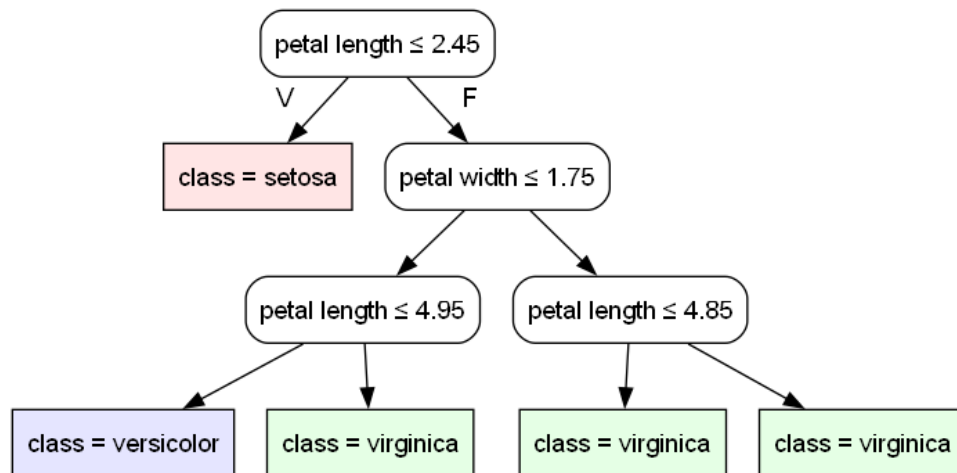 petal length ≤ 2.45
V
F
class = setosa
petal width ≤ 1.75
petal length ≤ 4.95
petal length ≤ 4.85
class = versicolor
class = virginica
class = virginica
class = virginica